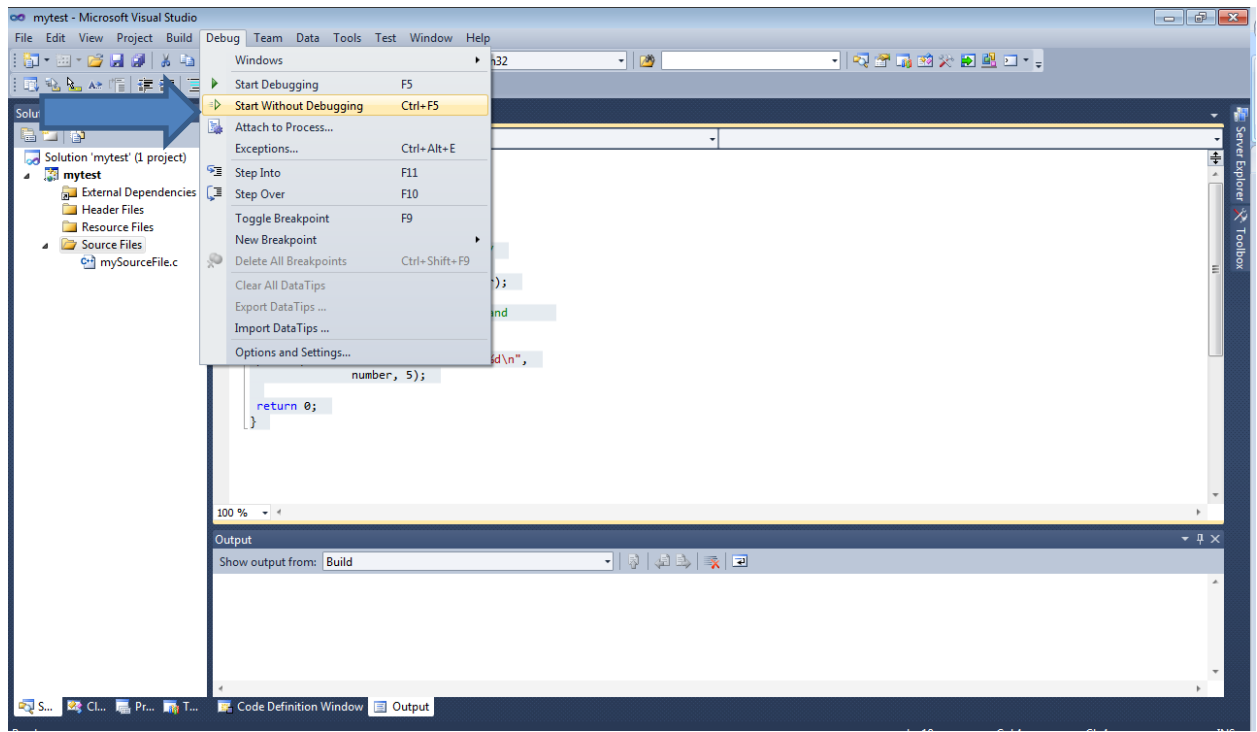 mytest - Microsoft Visual Studio
File Edit View Project Build Debug Team Data Tools Test Window Help
Windows
Start Debugging F5
Start Without Debugging Ctrl+F5
Attach to Process...
Exceptions... Ctrl+Alt+E
Step Into F11
Step Over F10
Toggle Breakpoint F9
New Breakpoint
Delete All Breakpoints Ctrl+Shift+F9
Clear All DataTips
Export DataTips ...
Import DataTips ...
Options and Settings...
Solution 'mytest' (1 project)
mytest
External Dependencies
Header Files
Resource Files
Source Files
mySourceFile.c
);
%d\n",
number, 5);
return 0;
}
100 %
Server Explorer
Toolbox
Output
Show output from: Build
S... Cl... Pr... T... Code Definition Window Output